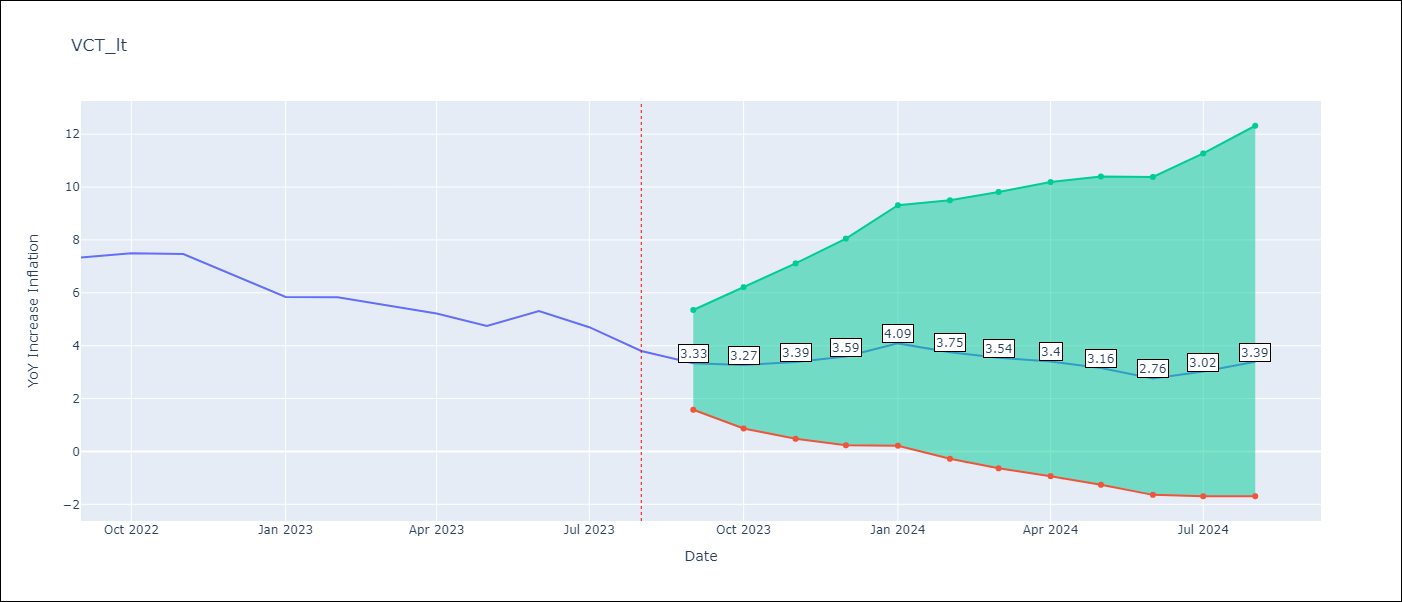 VCT_lt
YoY Increase Inflation
12
10
8
6
4
2
0
−2
3.33
3.27
3.39
3.59
4.09
3.75
3.54
3.4
3.16
2.76
3.02
3.39
Oct 2022
Jan 2023
Apr 2023
Jul 2023
Oct 2023
Jan 2024
Apr 2024
Jul 2024
Date